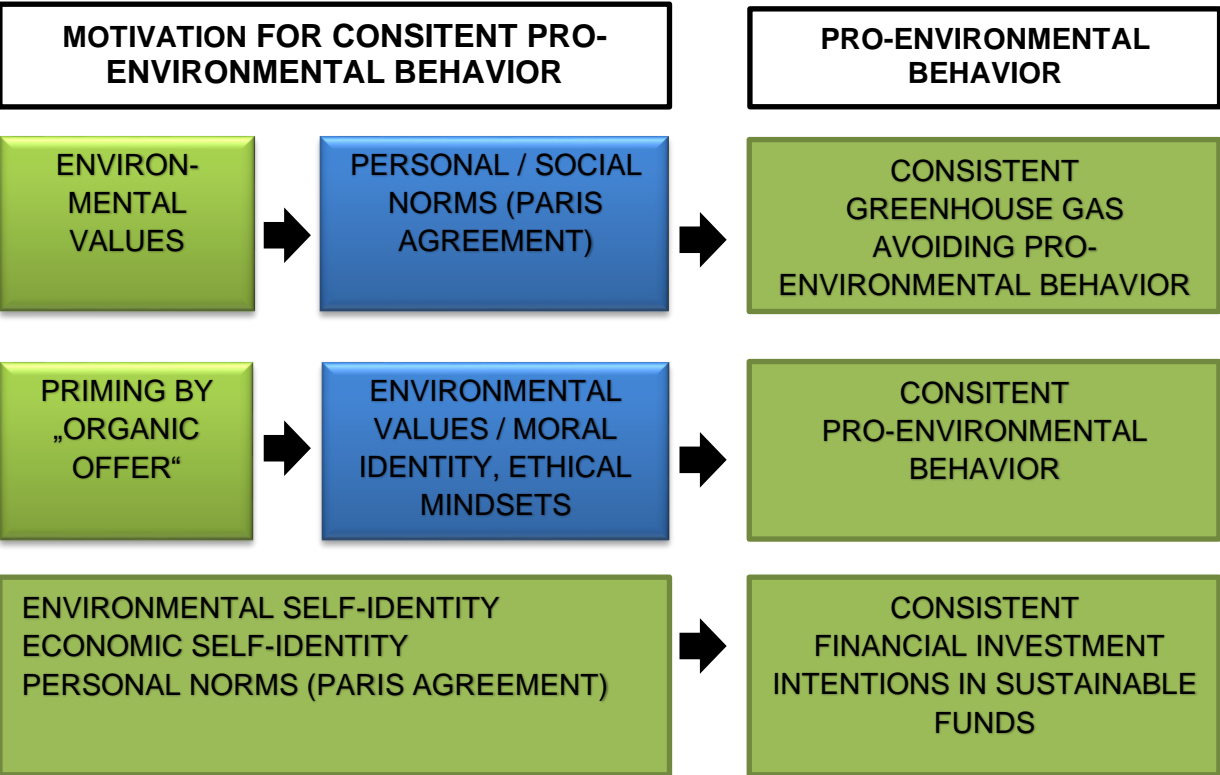 MOTIVATION FOR CONSITENT PRO-
ENVIRONMENTAL BEHAVIOR
PRO-ENVIRONMENTAL
BEHAVIOR
ENVIRON-
MENTAL
VALUES
PERSONAL / SOCIAL
NORMS (PARIS
AGREEMENT)
CONSISTENT
GREENHOUSE GAS
AVOIDING PRO-
ENVIRONMENTAL BEHAVIOR
PRIMING BY
„ORGANIC
OFFER“
ENVIRONMENTAL
VALUES / MORAL
IDENTITY, ETHICAL
MINDSETS
CONSITENT
PRO-ENVIRONMENTAL
BEHAVIOR
ENVIRONMENTAL SELF-IDENTITY
ECONOMIC SELF-IDENTITY
PERSONAL NORMS (PARIS AGREEMENT)
CONSISTENT
FINANCIAL INVESTMENT
INTENTIONS IN SUSTAINABLE
FUNDS